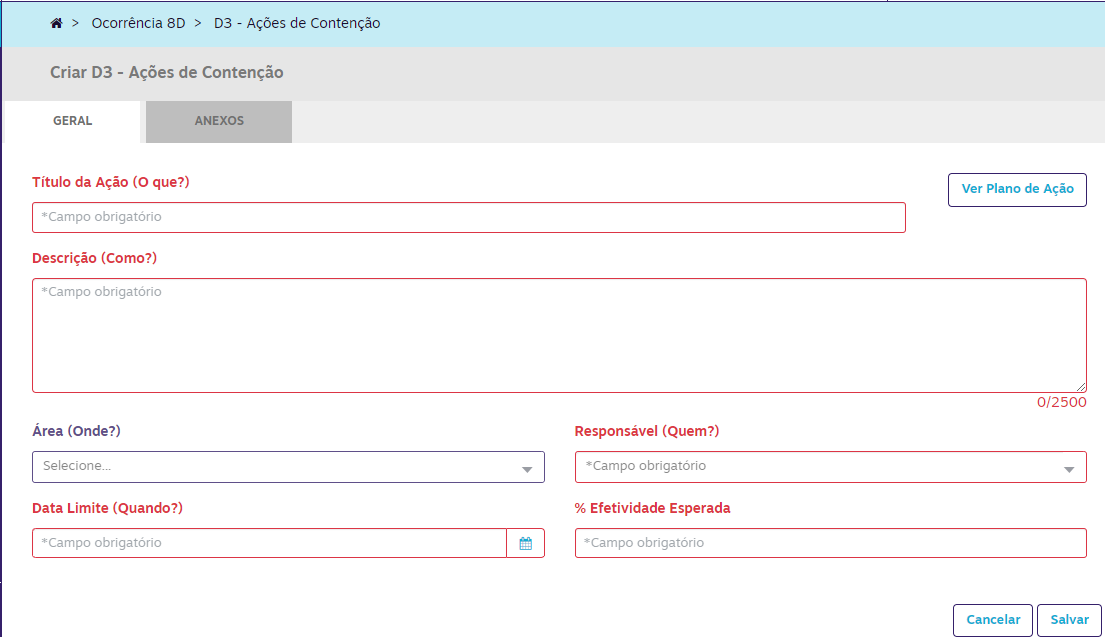 > Ocorrência 8D > D3 - Ações de Contenção
Criar D3 - Ações de Contenção
GERAL ANEXOS
Título da Ação (O que?)
Ver Plano de Ação
*Campo obrigatório
Descrição (Como?)
*Campo obrigatório
0/2500
Área (Onde?) Responsável (Quem?)
Selecione... *Campo obrigatório
Data Limite (Quando?) % Efetividade Esperada
*Campo obrigatório *Campo obrigatório
Cancelar Salvar